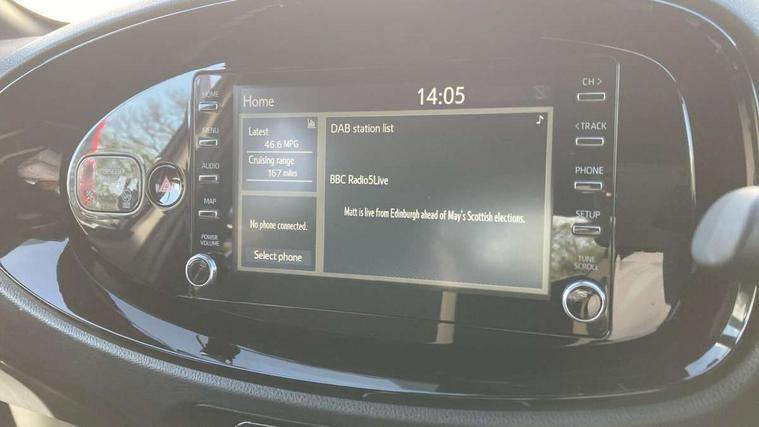 HOME
MENU
AUDIO
MAP
POWER
VOLUME
Home
14:05
Latest
46.6 MPG
Cruising range
167 miles
No phone connected.
Select phone
DAB station list
BBC Radio5Live
Matt is live from Edinburgh ahead of May's Scottish elections.
CH >
< TRACK
PHONE
SETUP
TUNE
SCROLL